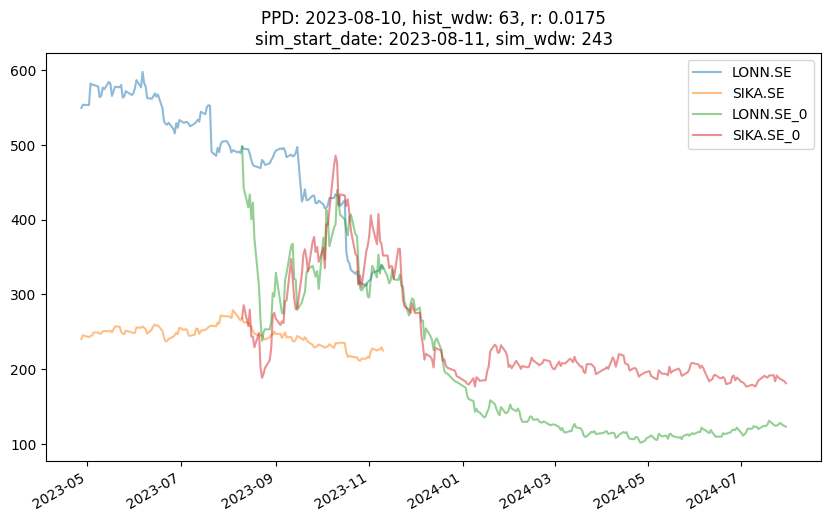 PPD: 2023-08-10, hist_wdw: 63, r: 0.0175
sim_start_date: 2023-08-11, sim_wdw: 243
LONN.SE
SIKA.SE
LONN.SE_0
SIKA.SE_0
600
500
400
300
200
100
2023-05
2023-07
2023-09
2023-11
2024-01
2024-03
2024-05
2024-07